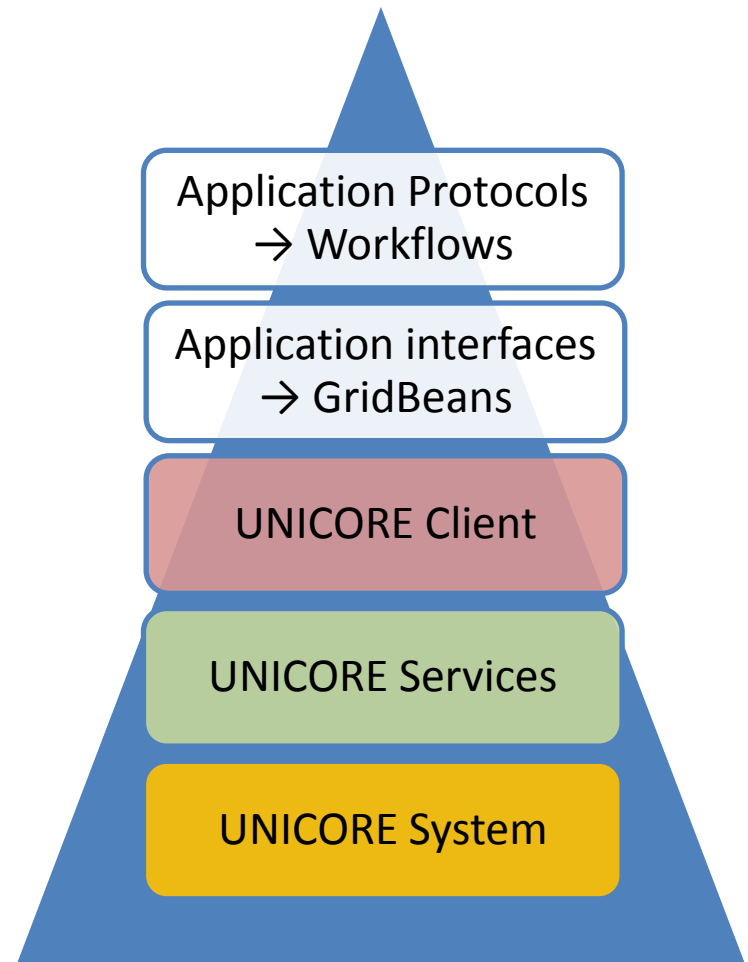 Application Protocols
→ Workflows
Application interfaces
→ GridBeans
UNICORE Client
UNICORE Services
UNICORE System